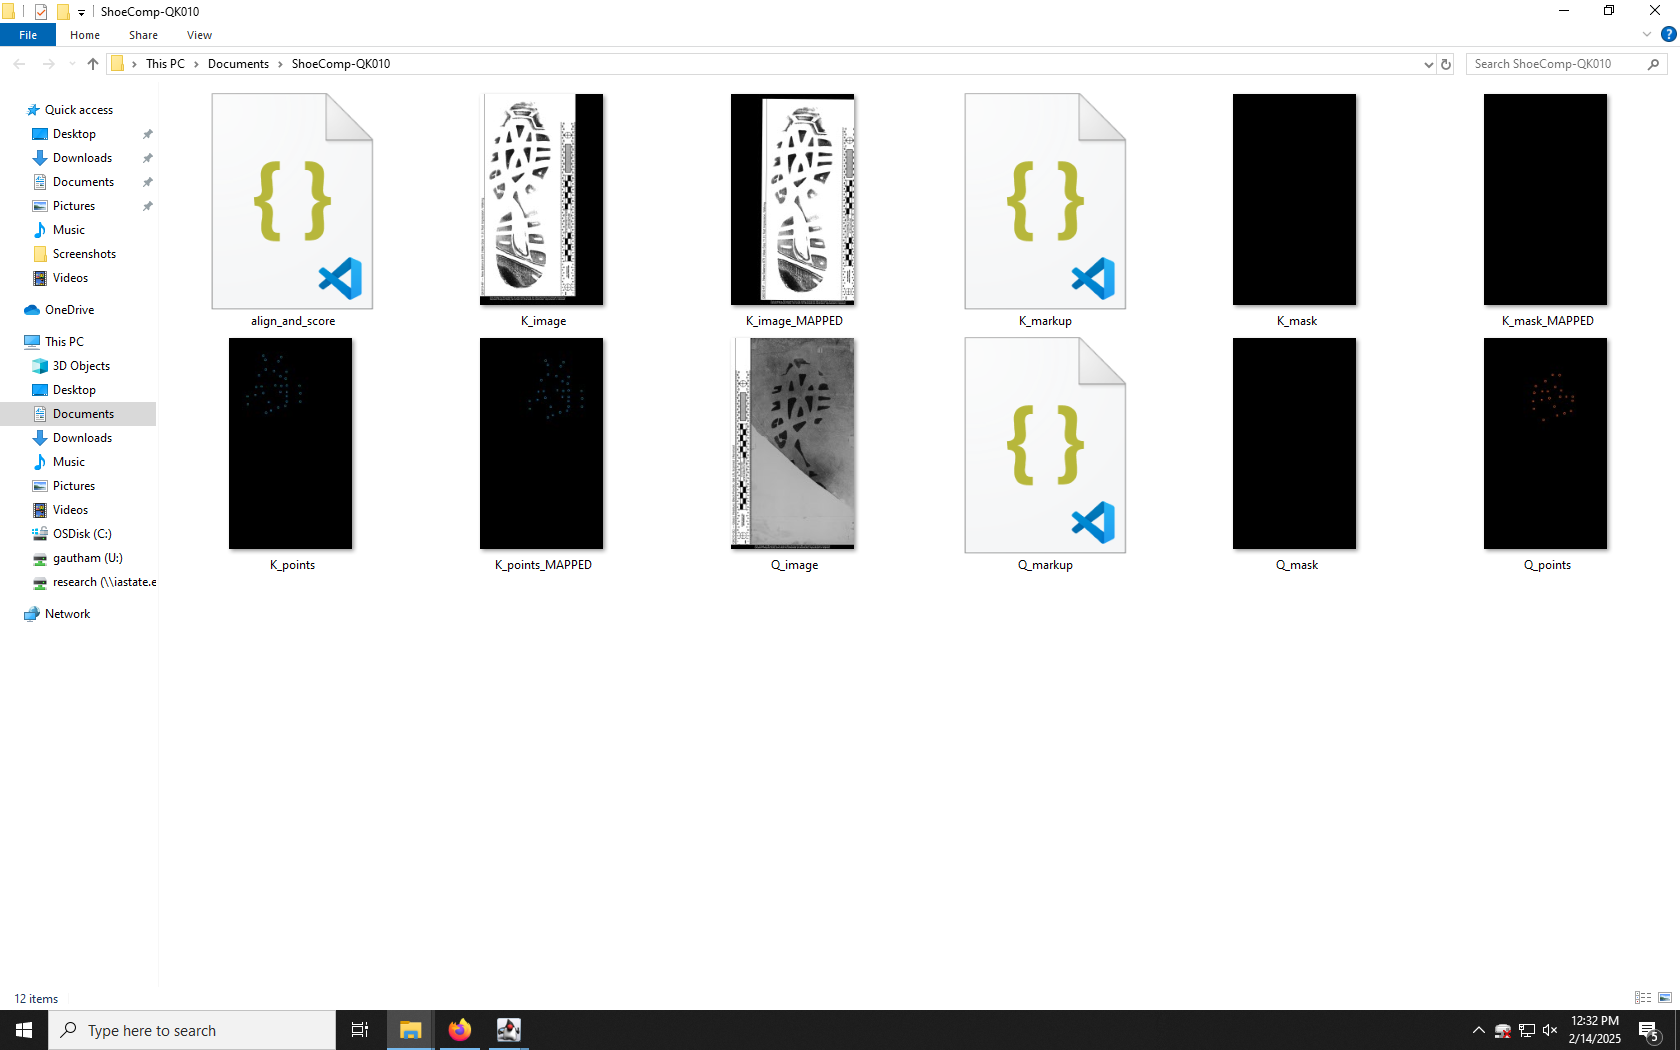 ShoeComp-QK010
File Home Share View
This PC Documents ShoeComp-QK010
Search ShoeComp-QK010
Quick access
Desktop
Downloads
Documents
Pictures
Music
Screenshots
Videos
OneDrive
This PC
3D Objects
Desktop
Documents
Downloads
Music
Pictures
Videos
OSDisk (C:)
gautham (U:)
research (\\iastate.e
Network
align_and_score
K_image
K_image_MAPPED
K_markup
K_mask
K_mask_MAPPED
K_points
K_points_MAPPED
Q_image
Q_markup
Q_mask
Q_points
12 items
Type here to search
12:32 PM
2/14/2025
5